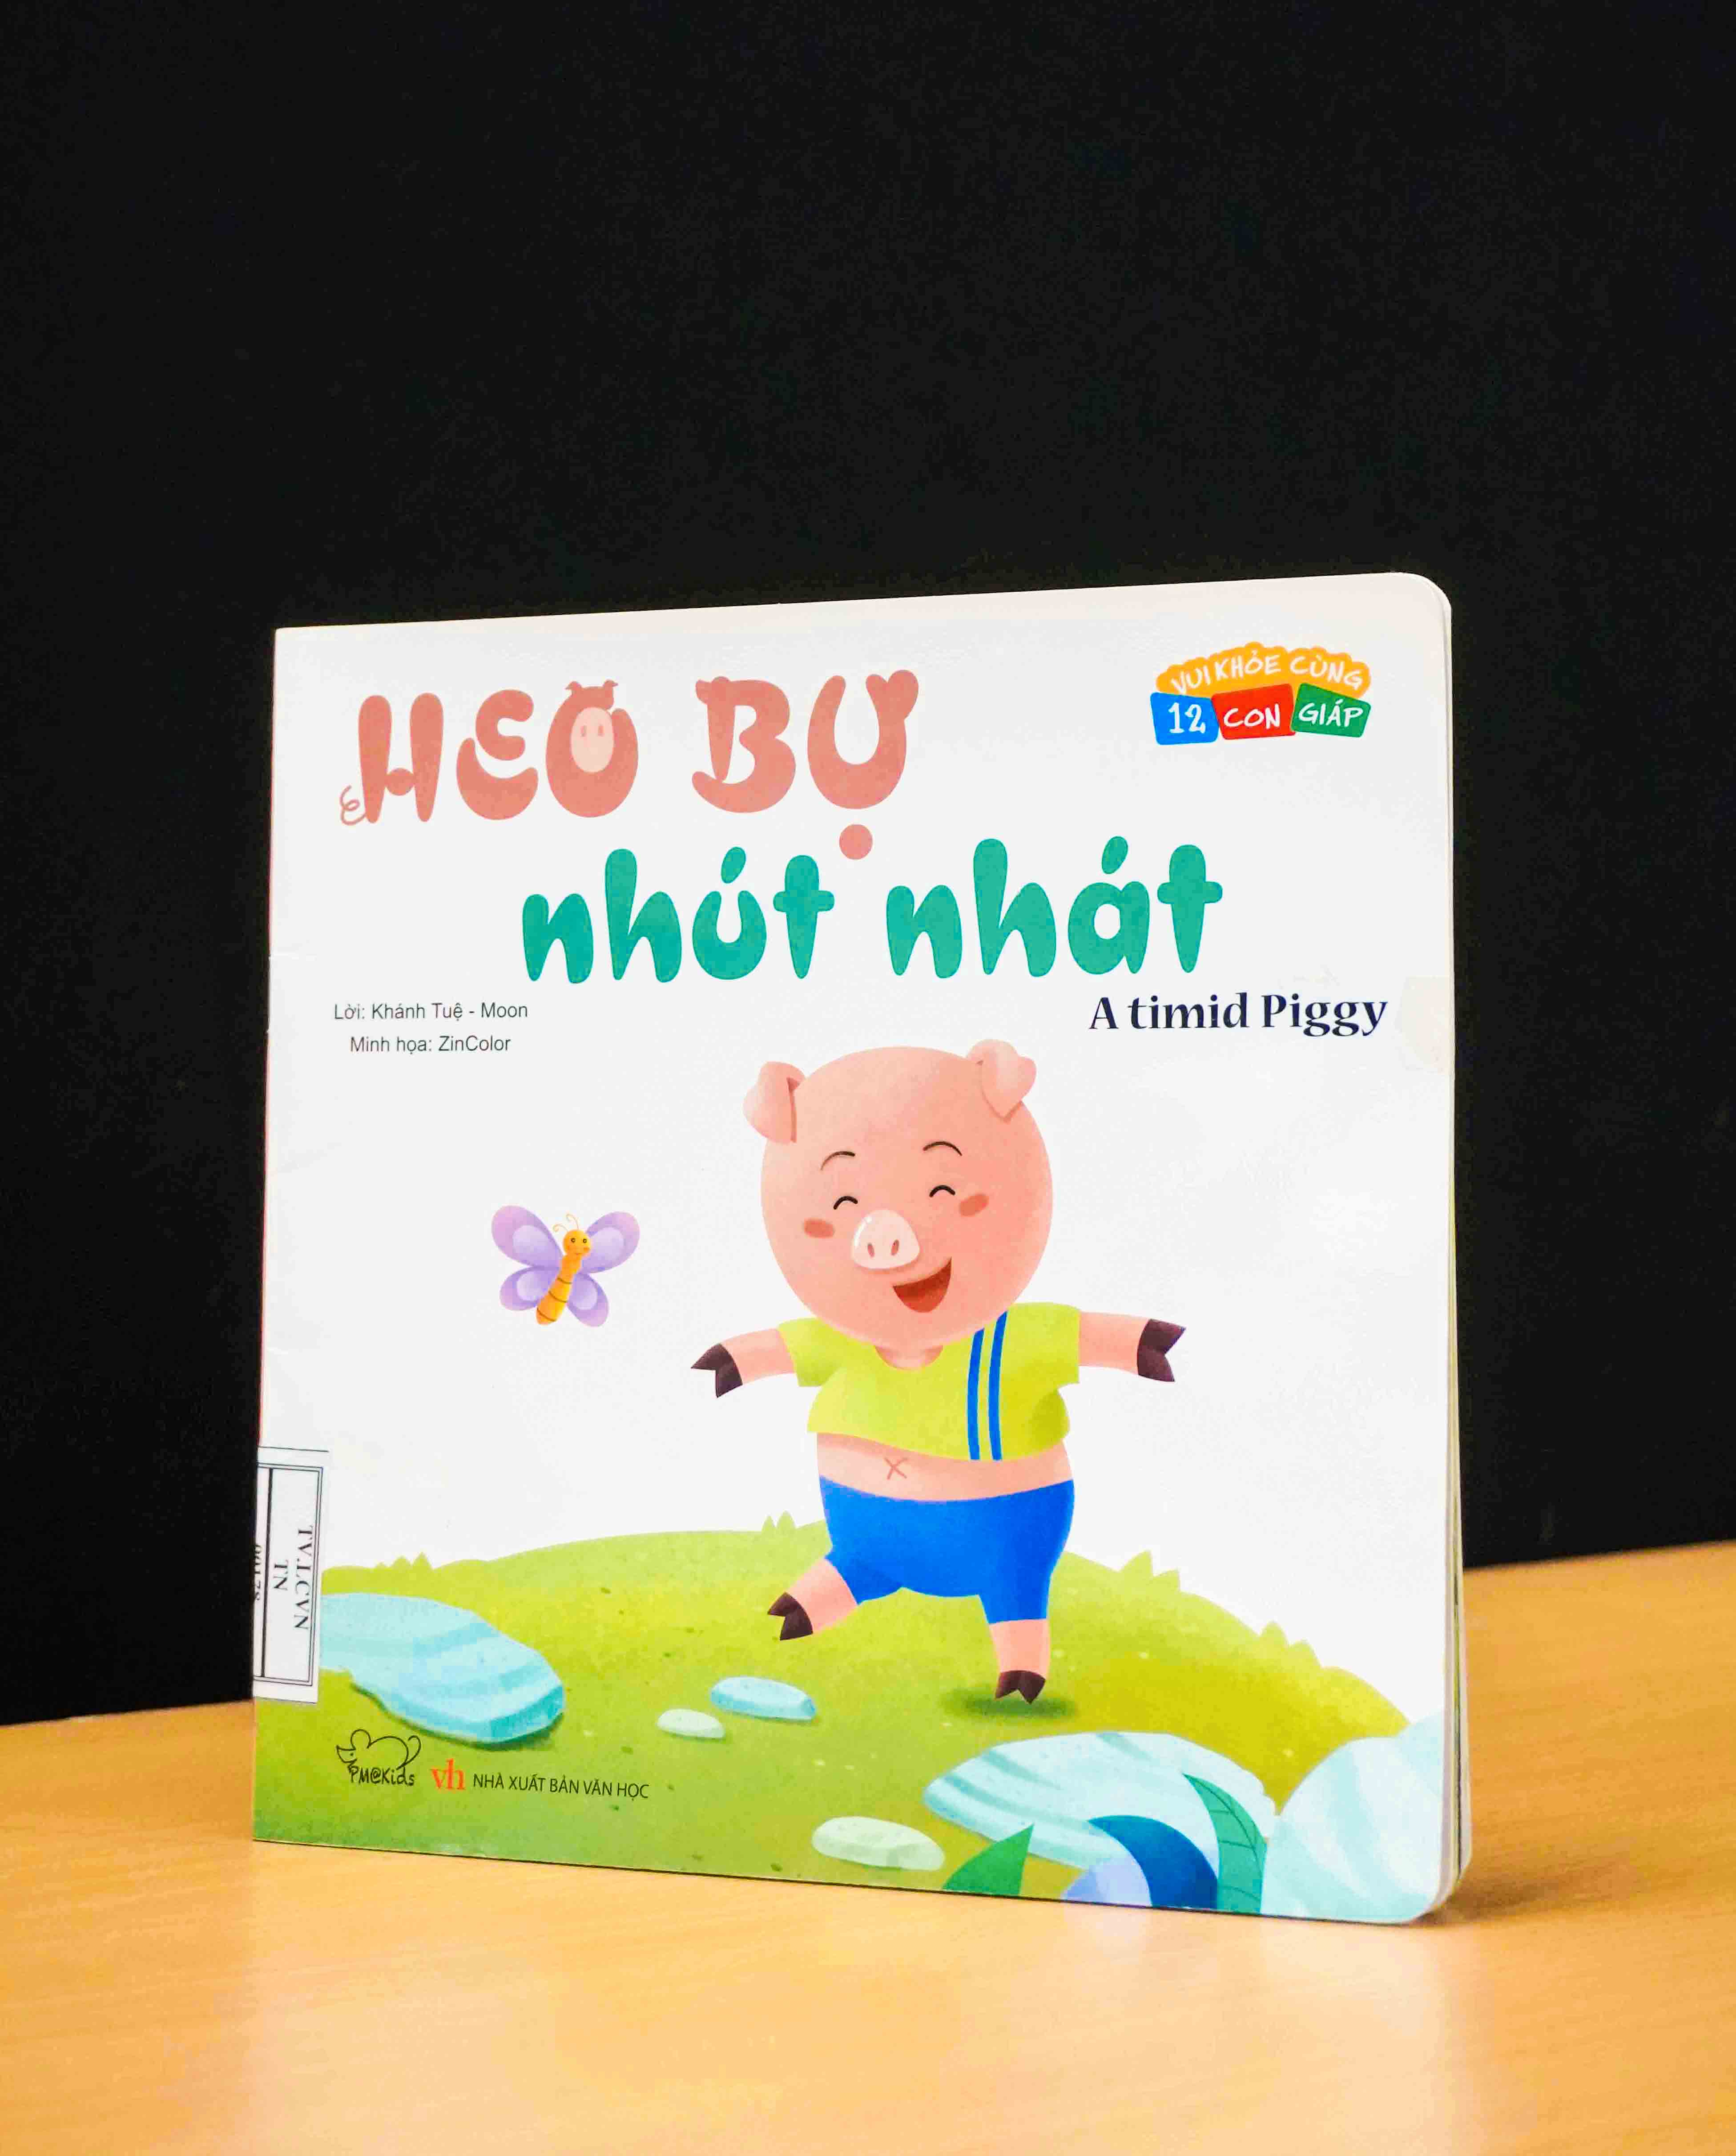 HEO BỰ
nhút nhát
A timid Piggy
VUI KHỎE CÙNG
12 CON GIÁP
Lời: Khánh Tuệ - Moon
Minh họa: ZinColor
TV.LCVN
TN
PM@Kids
vh NHÀ XUẤT BẢN VĂN HỌC